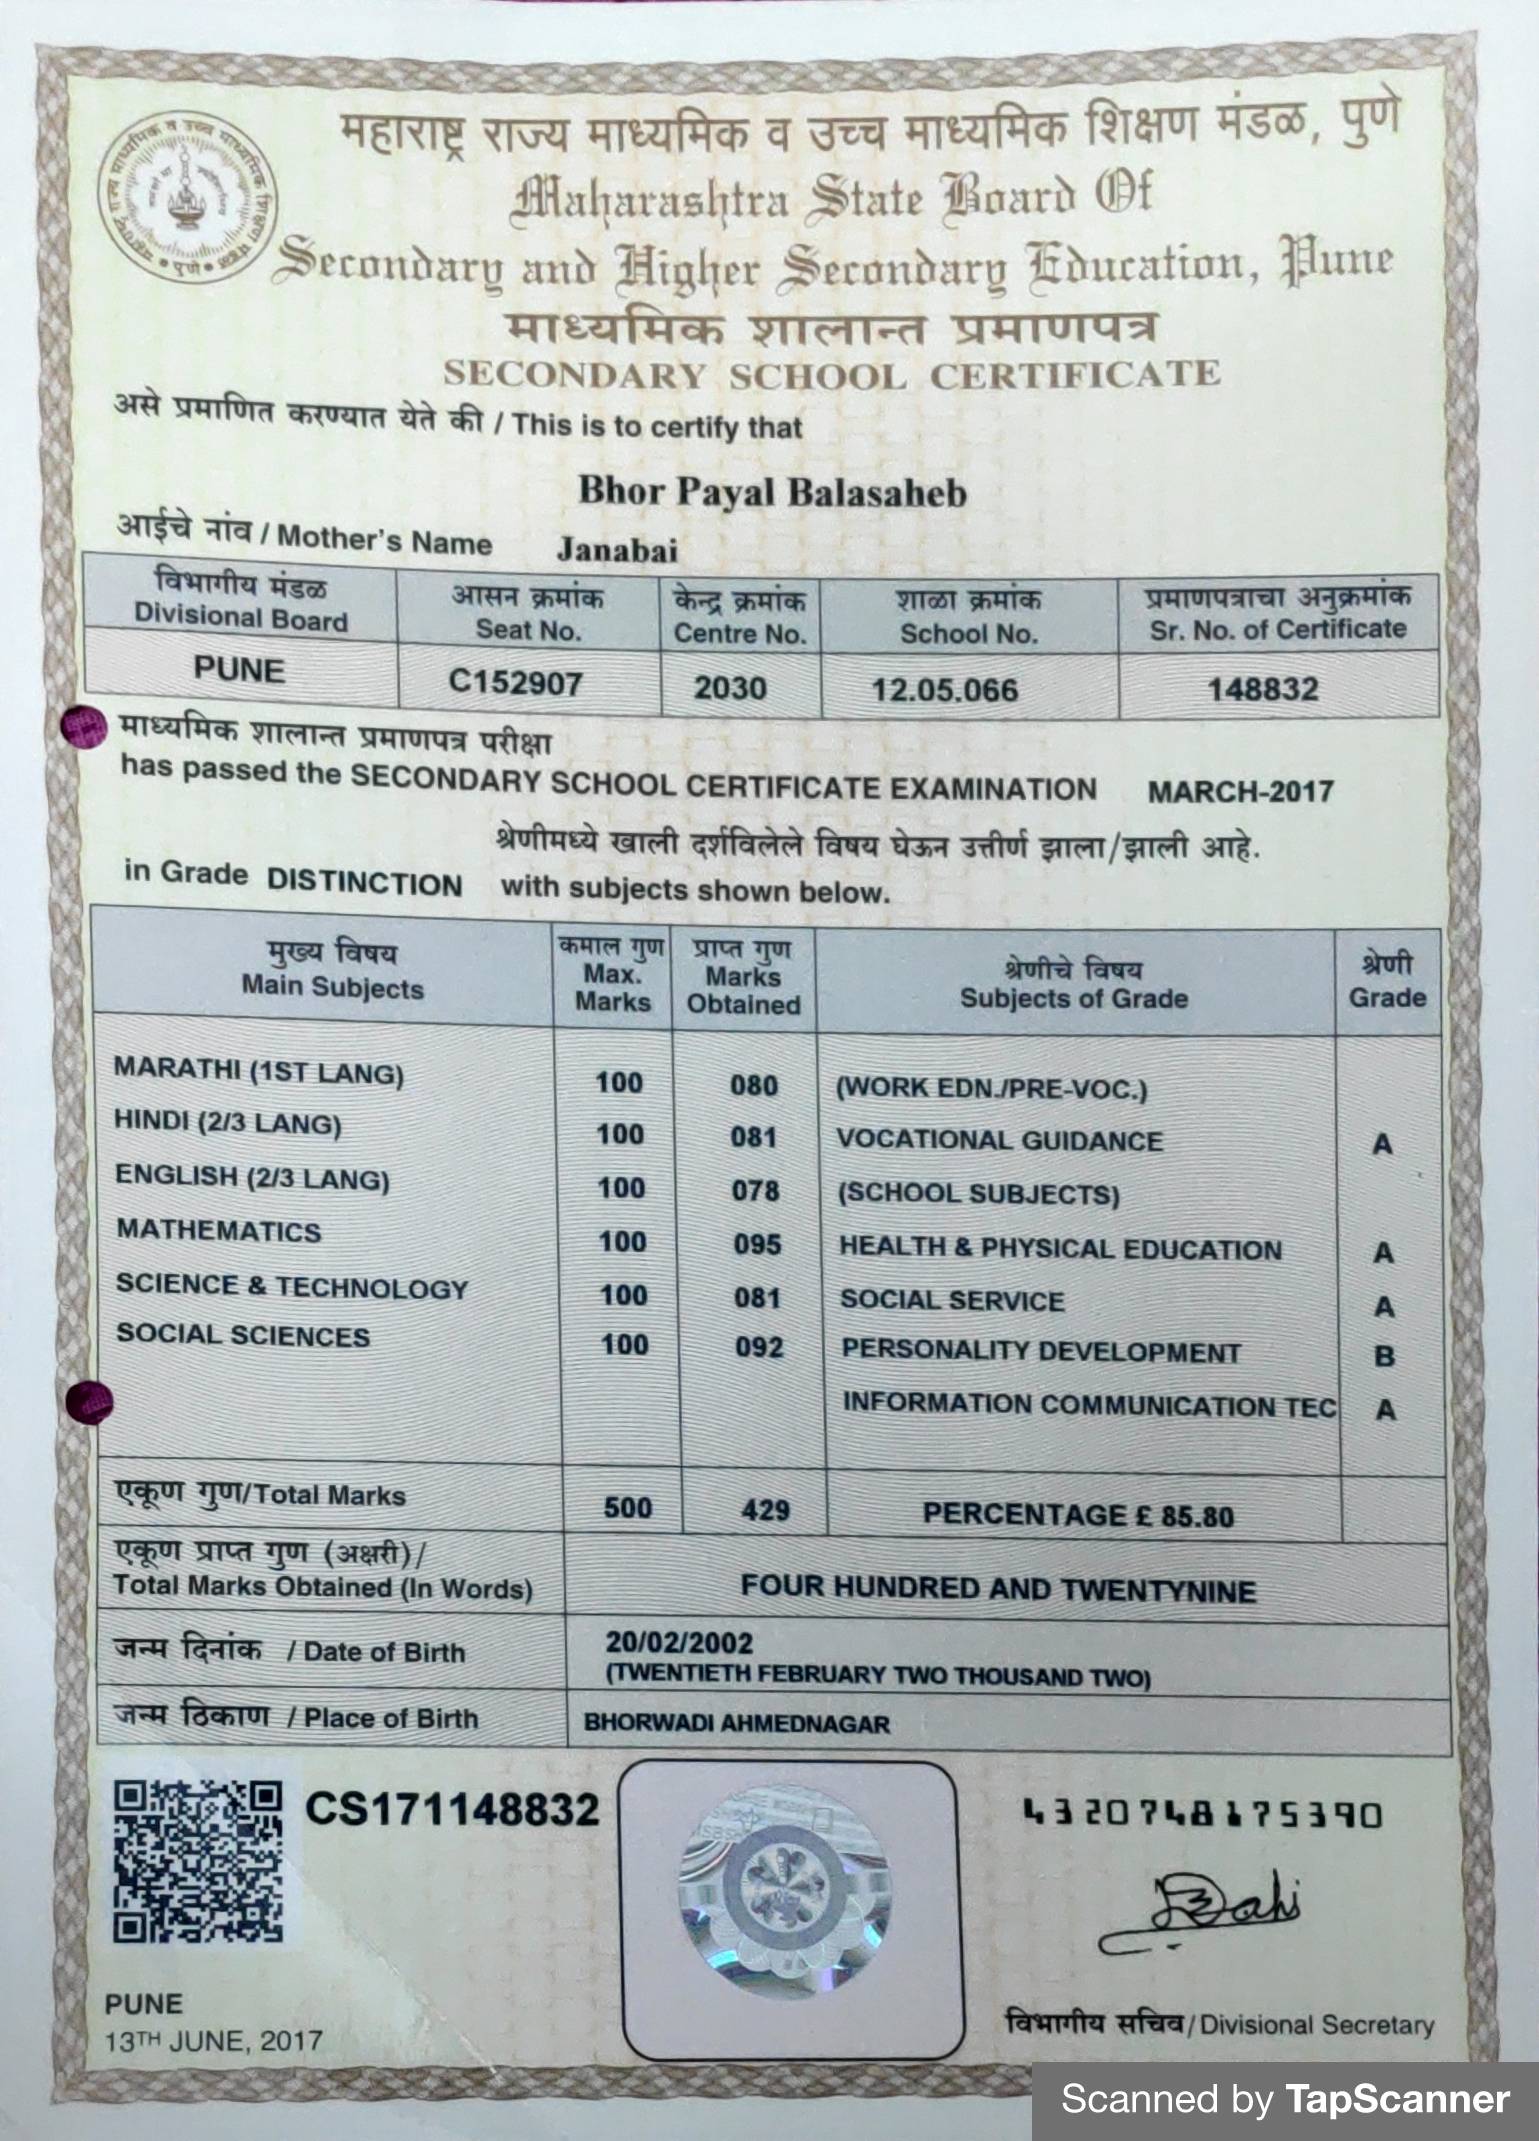 महाराष्ट्र राज्य माध्यमिक व उच्च माध्यमिक शिक्षण मंडळ, पुणे
Maharashtra State Board Of
Secondary and Higher Secondary Education, Pune
माध्यमिक शालान्त प्रमाणपत्र
SECONDARY SCHOOL CERTIFICATE
असे प्रमाणित करण्यात येते की / This is to certify that
Bhor Payal Balasaheb
आईचे नांव / Mother's Name Janabai
विभागीय मंडळ आसन क्रमांक केन्द्र क्रमांक शाळा क्रमांक प्रमाणपत्राचा अनुक्रमांक
Divisional Board Seat No. Centre No. School No. Sr. No. of Certificate
PUNE C152907 2030 12.05.066 148832
माध्यमिक शालान्त प्रमाणपत्र परीक्षा
has passed the SECONDARY SCHOOL CERTIFICATE EXAMINATION MARCH-2017
श्रेणीमध्ये खाली दर्शविलेले विषय घेऊन उत्तीर्ण झाला/झाली आहे.
in Grade DISTINCTION with subjects shown below.
मुख्य विषय कमाल गुण प्राप्त गुण श्रेणीचे विषय श्रेणी
Main Subjects Max. Marks Marks Obtained Subjects of Grade Grade
MARATHI (1ST LANG) 100 080 (WORK EDN./PRE-VOC.)
HINDI (2/3 LANG) 100 081 VOCATIONAL GUIDANCE A
ENGLISH (2/3 LANG) 100 078 (SCHOOL SUBJECTS)
MATHEMATICS 100 095 HEALTH & PHYSICAL EDUCATION A
SCIENCE & TECHNOLOGY 100 081 SOCIAL SERVICE A
SOCIAL SCIENCES 100 092 PERSONALITY DEVELOPMENT B
INFORMATION COMMUNICATION TEC A
एकूण गुण/Total Marks 500 429 PERCENTAGE £ 85.80
एकूण प्राप्त गुण (अक्षरी)/
Total Marks Obtained (In Words) FOUR HUNDRED AND TWENTYNINE
जन्म दिनांक / Date of Birth 20/02/2002
(TWENTIETH FEBRUARY TWO THOUSAND TWO)
जन्म ठिकाण / Place of Birth BHORWADI AHMEDNAGAR
CS171148832
4320748175390
PUNE
13TH JUNE, 2017
विभागीय सचिव/Divisional Secretary
Scanned by TapScanner